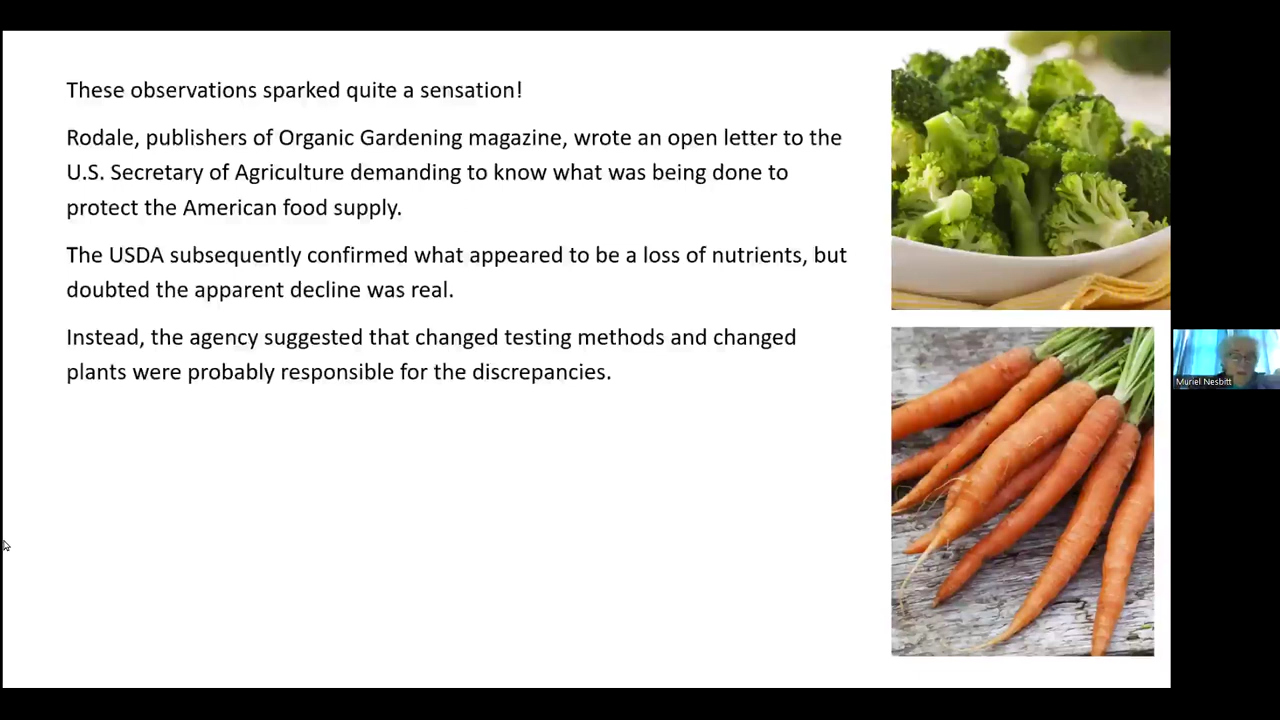 These observations sparked quite a sensation!
Rodale, publishers of Organic Gardening magazine, wrote an open letter to the
U.S. Secretary of Agriculture demanding to know what was being done to
protect the American food supply.
The USDA subsequently confirmed what appeared to be a loss of nutrients, but
doubted the apparent decline was real.
Instead, the agency suggested that changed testing methods and changed
plants were probably responsible for the discrepancies.
Muriel Nesbitt